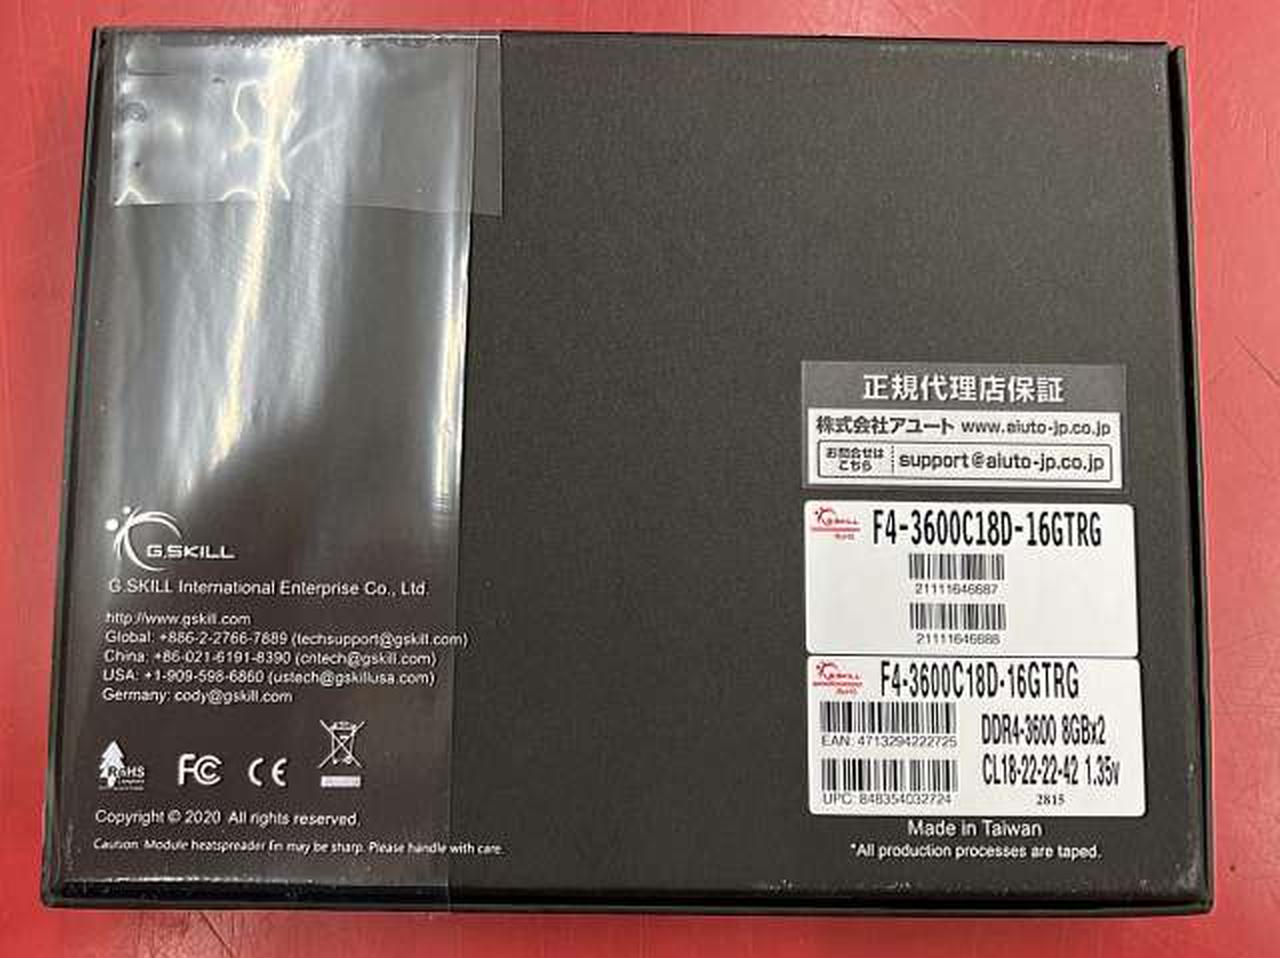 G.SKILL
G.SKILL International Enterprise Co., Ltd.
http://www.gskill.com
Global: +886-2-2766-7889 (techsupport@gskill.com)
China: +86-021-6191-8390 (cntech@gskill.com)
USA: +1-909-598-6860 (ustech@gskillusa.com)
Germany: cody@gskill.com
RoHS
FC CE
Copyright © 2020 All rights reserved.
Caution: Module heatspreader fin may be sharp. Please handle with care.
正規代理店保証
株式会社アユート www.aiuto-jp.co.jp
お問合せは
こちら
support@aiuto-jp.co.jp
G.SKILL
RoHS
F4-3600C18D-16GTRG
21111646687
21111646688
G.SKILL
RoHS
F4-3600C18D-16GTRG
DDR4-3600 8GBx2
EAN: 4713294222725
CL18-22-22-42 1.35v
UPC: 848354032724
2815
Made in Taiwan
*All production processes are taped.